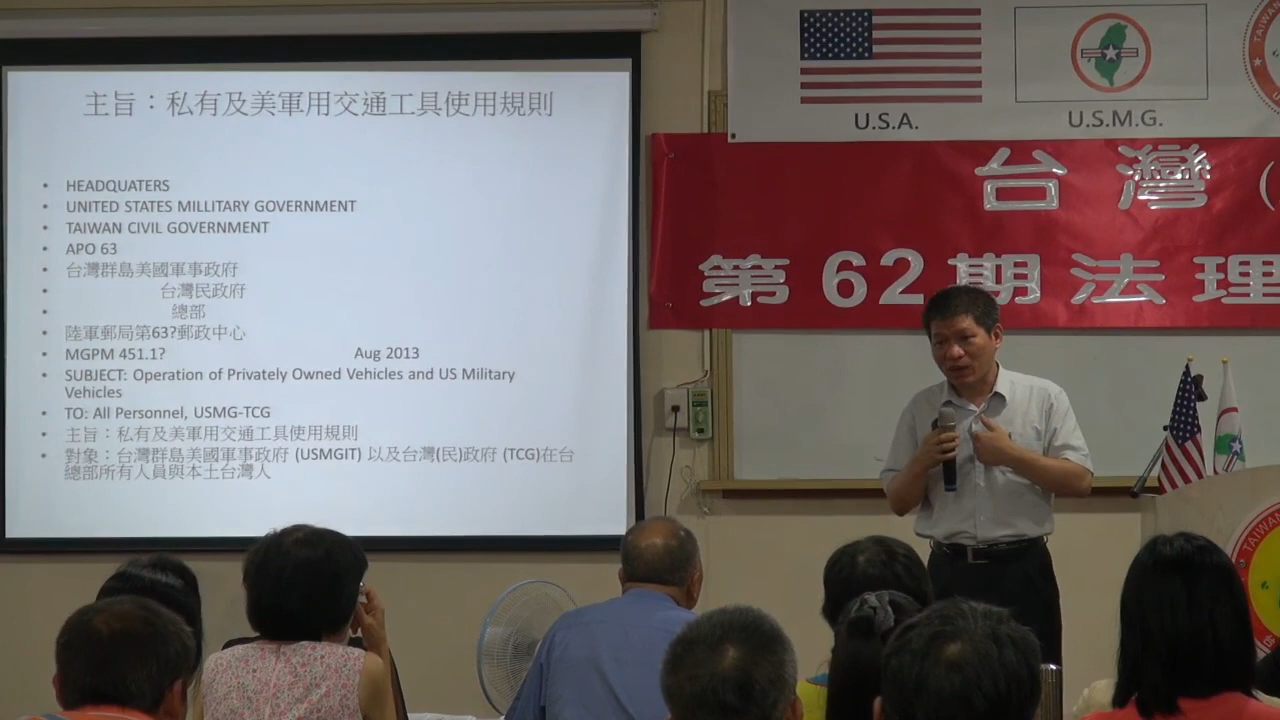 主旨：私有及美軍用交通工具使用規則
• HEADQUATERS
• UNITED STATES MILLITARY GOVERNMENT
• TAIWAN CIVIL GOVERNMENT
• APO 63
• 台灣群島美國軍事政府
• 台灣民政府
• 總部
• 陸軍郵局第63?郵政中心
• MGPM 451.1? Aug 2013
• SUBJECT: Operation of Privately Owned Vehicles and US Military
Vehicles
• TO: All Personnel, USMG-TCG
• 主旨：私有及美軍用交通工具使用規則
• 對象：台灣群島美國軍事政府 (USMGIT) 以及台灣(民)政府 (TCG)在台
總部所有人員與本土台灣人
U.S.A.
U.S.M.G.
TAIWAN
台灣(
第62期法理
TAIWAN